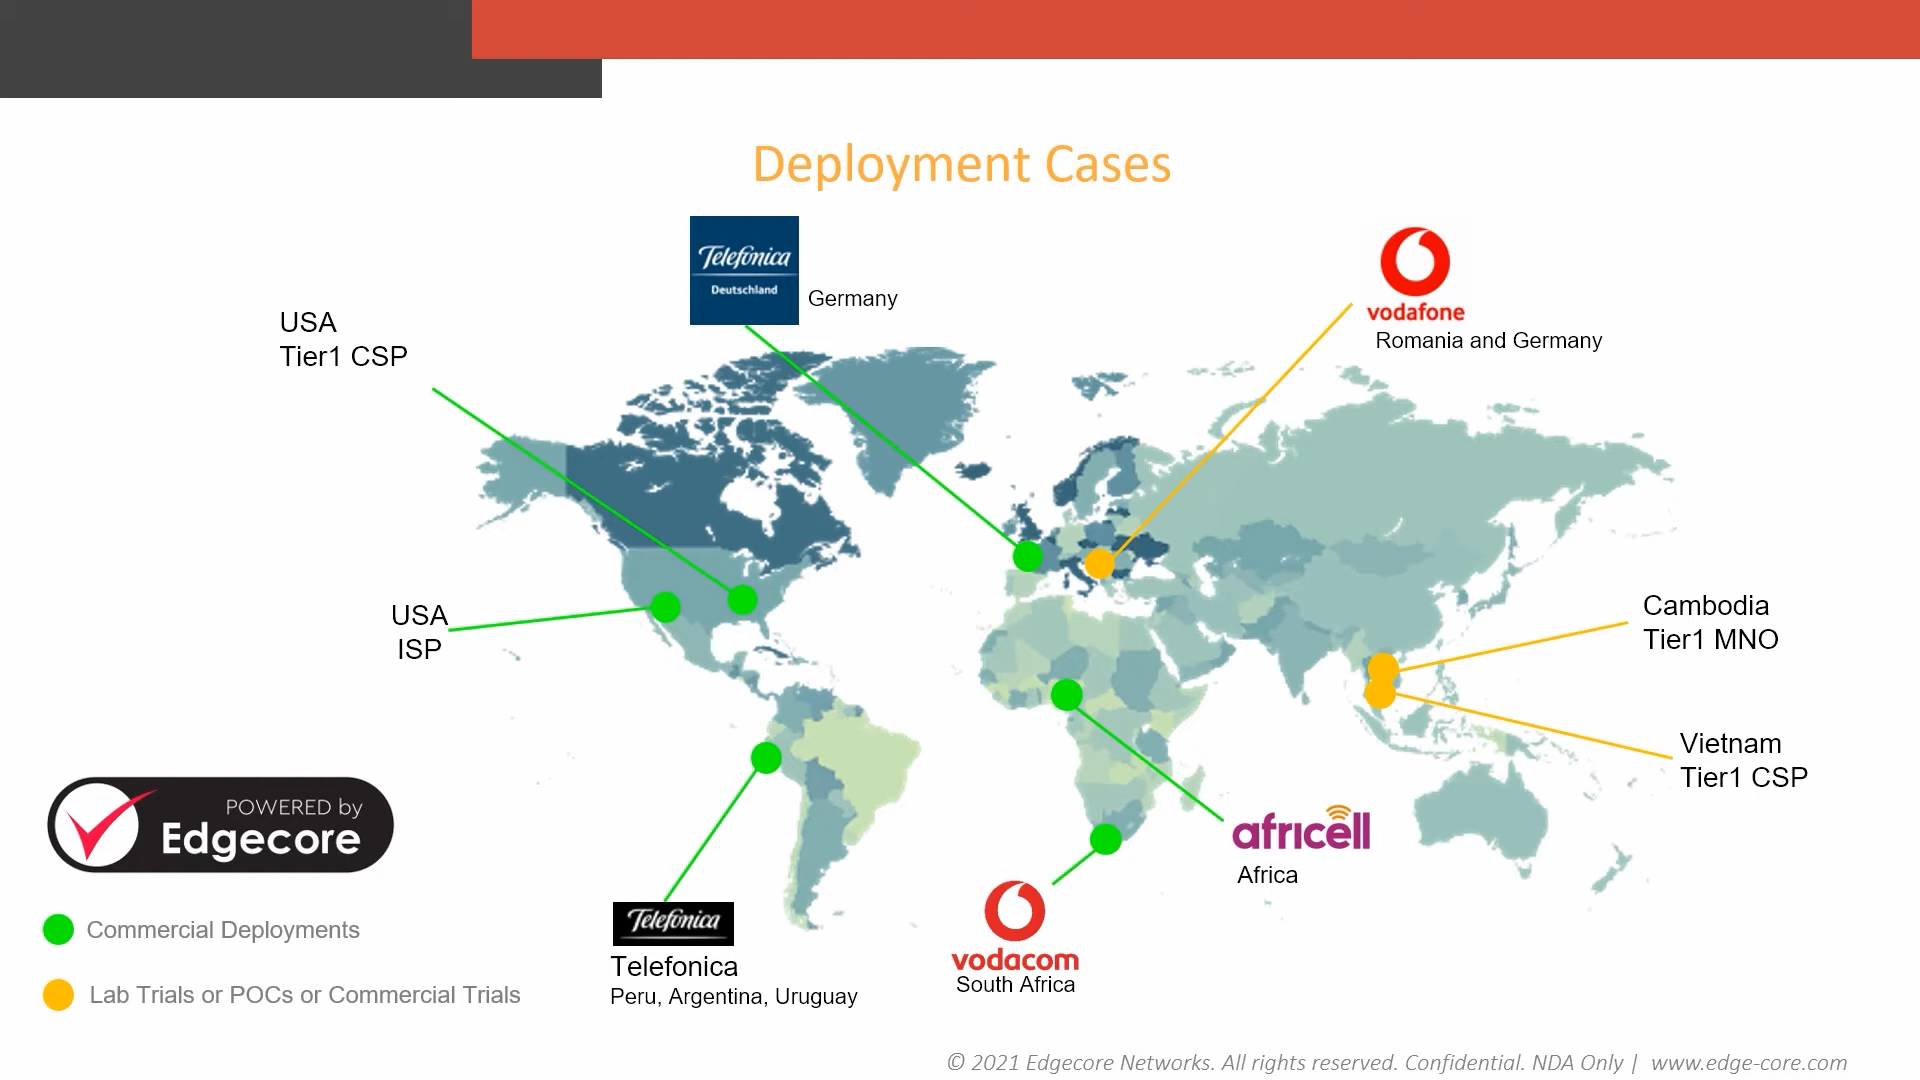 Deployment Cases
Telefónica
Deutschland
Germany
vodafone
Romania and Germany
USA
Tier1 CSP
USA
ISP
Cambodia
Tier1 MNO
Vietnam
Tier1 CSP
POWERED by
Edgecore
africell
Africa
Commercial Deployments
Telefónica
Telefonica
Peru, Argentina, Uruguay
vodacom
South Africa
Lab Trials or POCs or Commercial Trials
© 2021 Edgecore Networks. All rights reserved. Confidential. NDA Only | www.edge-core.com